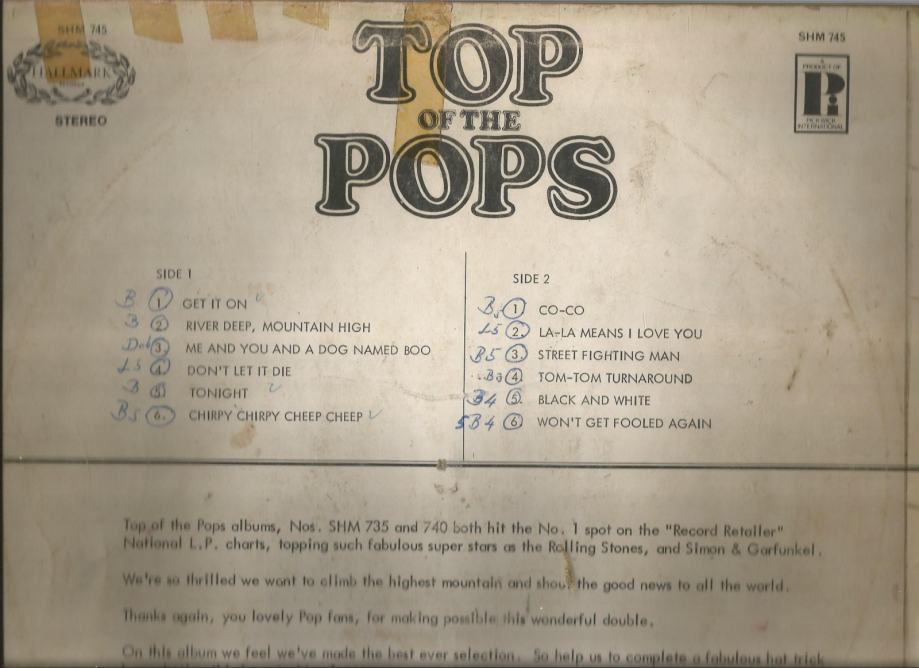 SHM 745
HALLMARK
STEREO
TOP
OF THE
POPS
SHM 745
A
PRODUCT OF
P
PICKWICK
INTERNATIONAL
SIDE 1
B 1 GET IT ON
B 2 RIVER DEEP, MOUNTAIN HIGH
3 ME AND YOU AND A DOG NAMED BOO
LS 4 DON'T LET IT DIE
B 5 TONIGHT
BS 6. CHIRPY CHIRPY CHEEP CHEEP
SIDE 2
1 CO-CO
LS 2. LA-LA MEANS I LOVE YOU
B5 3. STREET FIGHTING MAN
4 TOM-TOM TURNAROUND
B4 5. BLACK AND WHITE
5B4 6 WON'T GET FOOLED AGAIN
Top of the Pops albums, Nos. SHM 735 and 740 both hit the No. 1 spot on the "Record Retailer"
National L.P. charts, topping such fabulous super stars as the Rolling Stones, and Simon & Garfunkel.
We're so thrilled we want to climb the highest mountain and shout the good news to all the world.
Thanks again, you lovely Pop fans, for making possible this wonderful double.
On this album we feel we've made the best ever selection. So help us to complete a fabulous hat trick